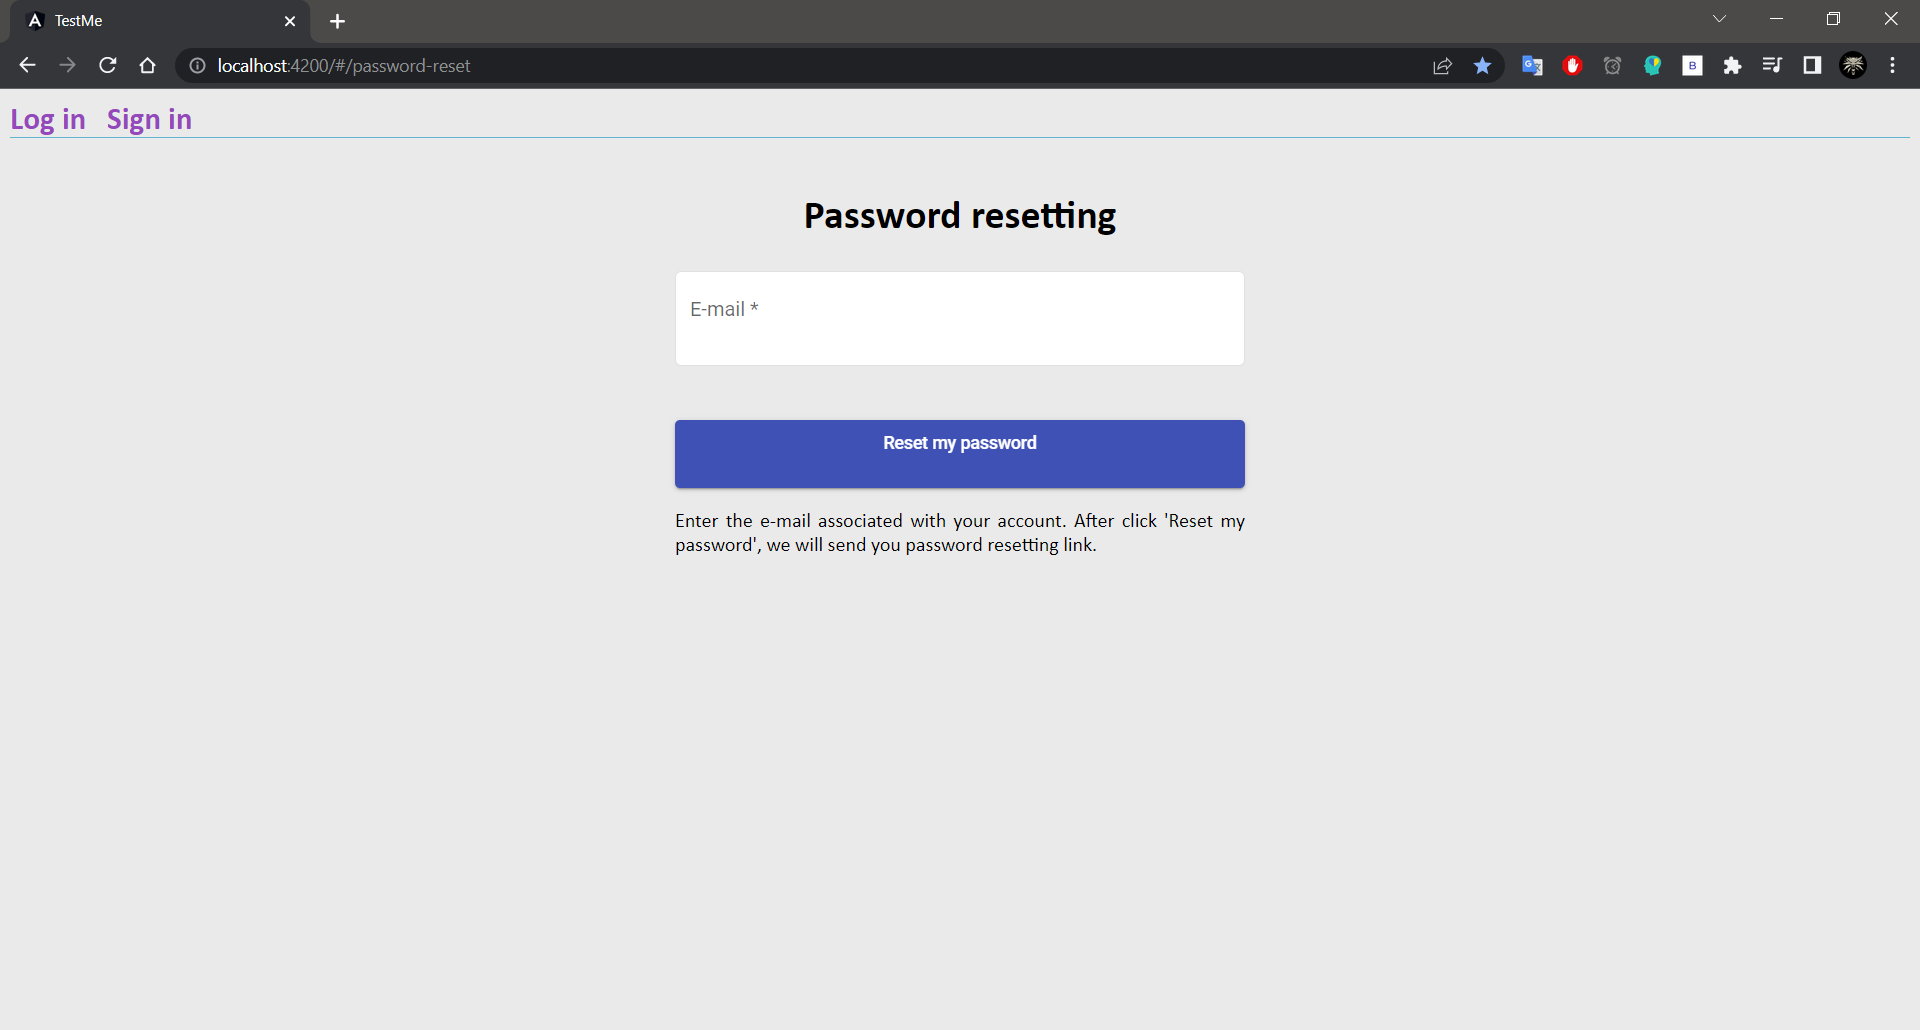 TestMe
localhost:4200/#/password-reset
Log in Sign in
Password resetting
E-mail *
Reset my password
Enter the e-mail associated with your account. After click 'Reset my
password', we will send you password resetting link.